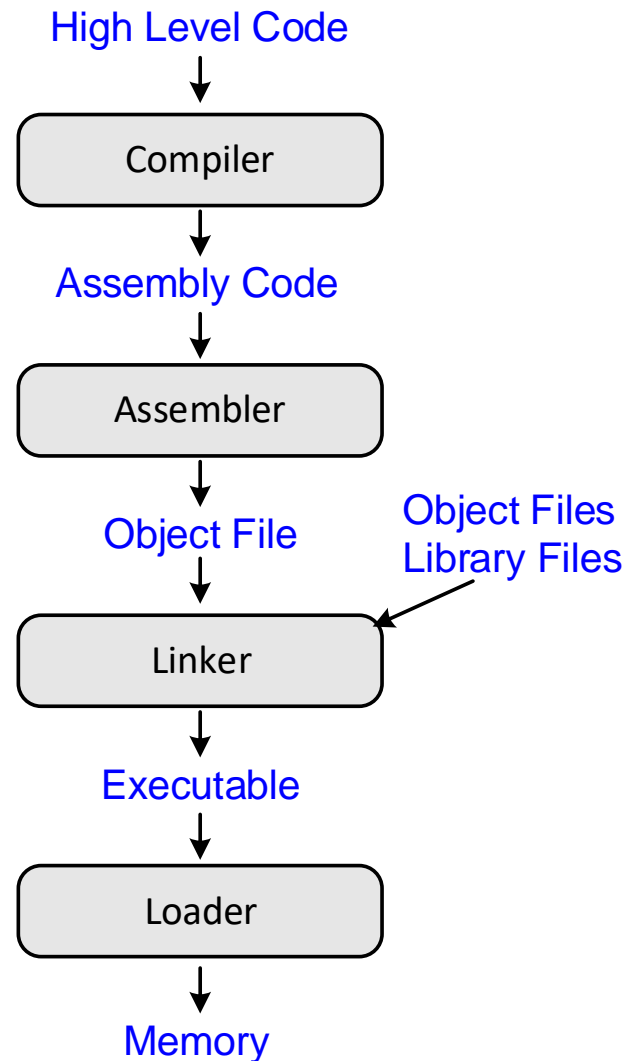 High Level Code
Compiler
Assembly Code
Assembler
Object File
Object Files
Library Files
Linker
Executable
Loader
Memory